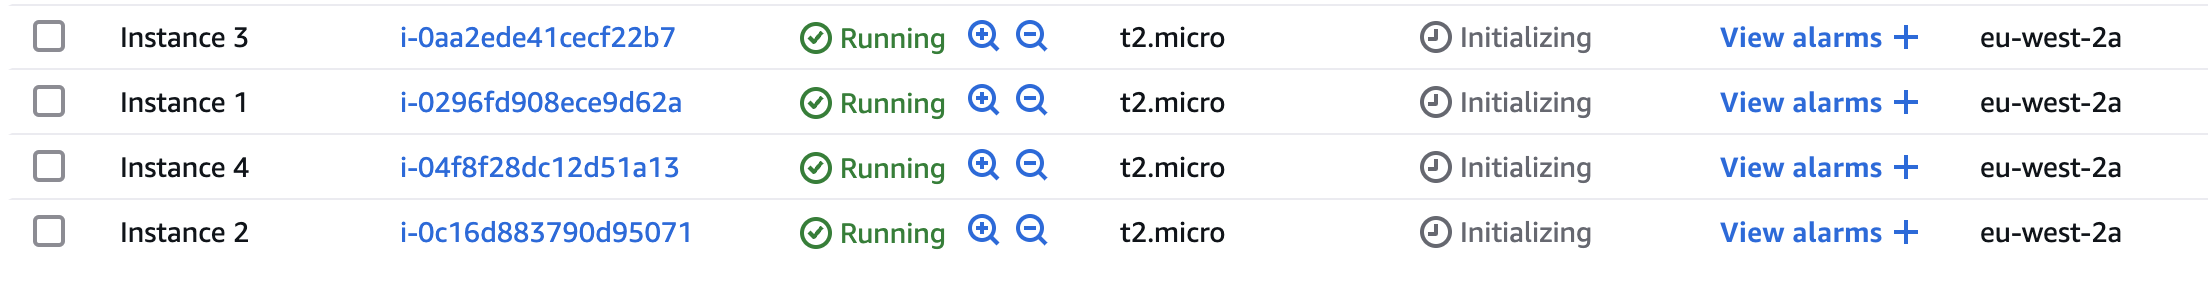 Instance 3 i-0aa2ede41cecf22b7 Running t2.micro Initializing View alarms + eu-west-2a
Instance 1 i-0296fd908ece9d62a Running t2.micro Initializing View alarms + eu-west-2a
Instance 4 i-04f8f28dc12d51a13 Running t2.micro Initializing View alarms + eu-west-2a
Instance 2 i-0c16d883790d95071 Running t2.micro Initializing View alarms + eu-west-2a